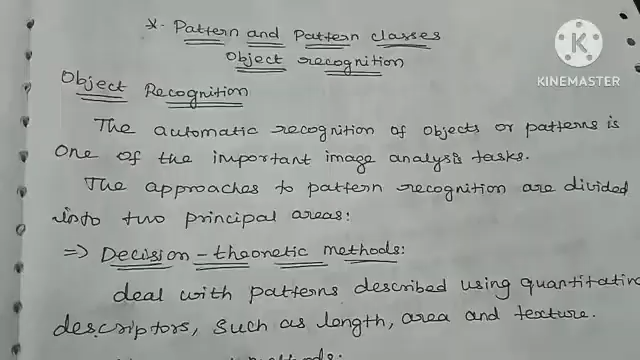 * Pattern and Pattern classes
Object recognition
K
KINEMASTER
Object Recognition
The automatic recognition of objects or patterns is
one of the important image analysis tasks.
The approaches to pattern recognition are divided
into two principal areas:
⇒ Decision-theoretic methods:
deal with patterns described using quantitative
descriptors, such as length, area and texture.
methods: